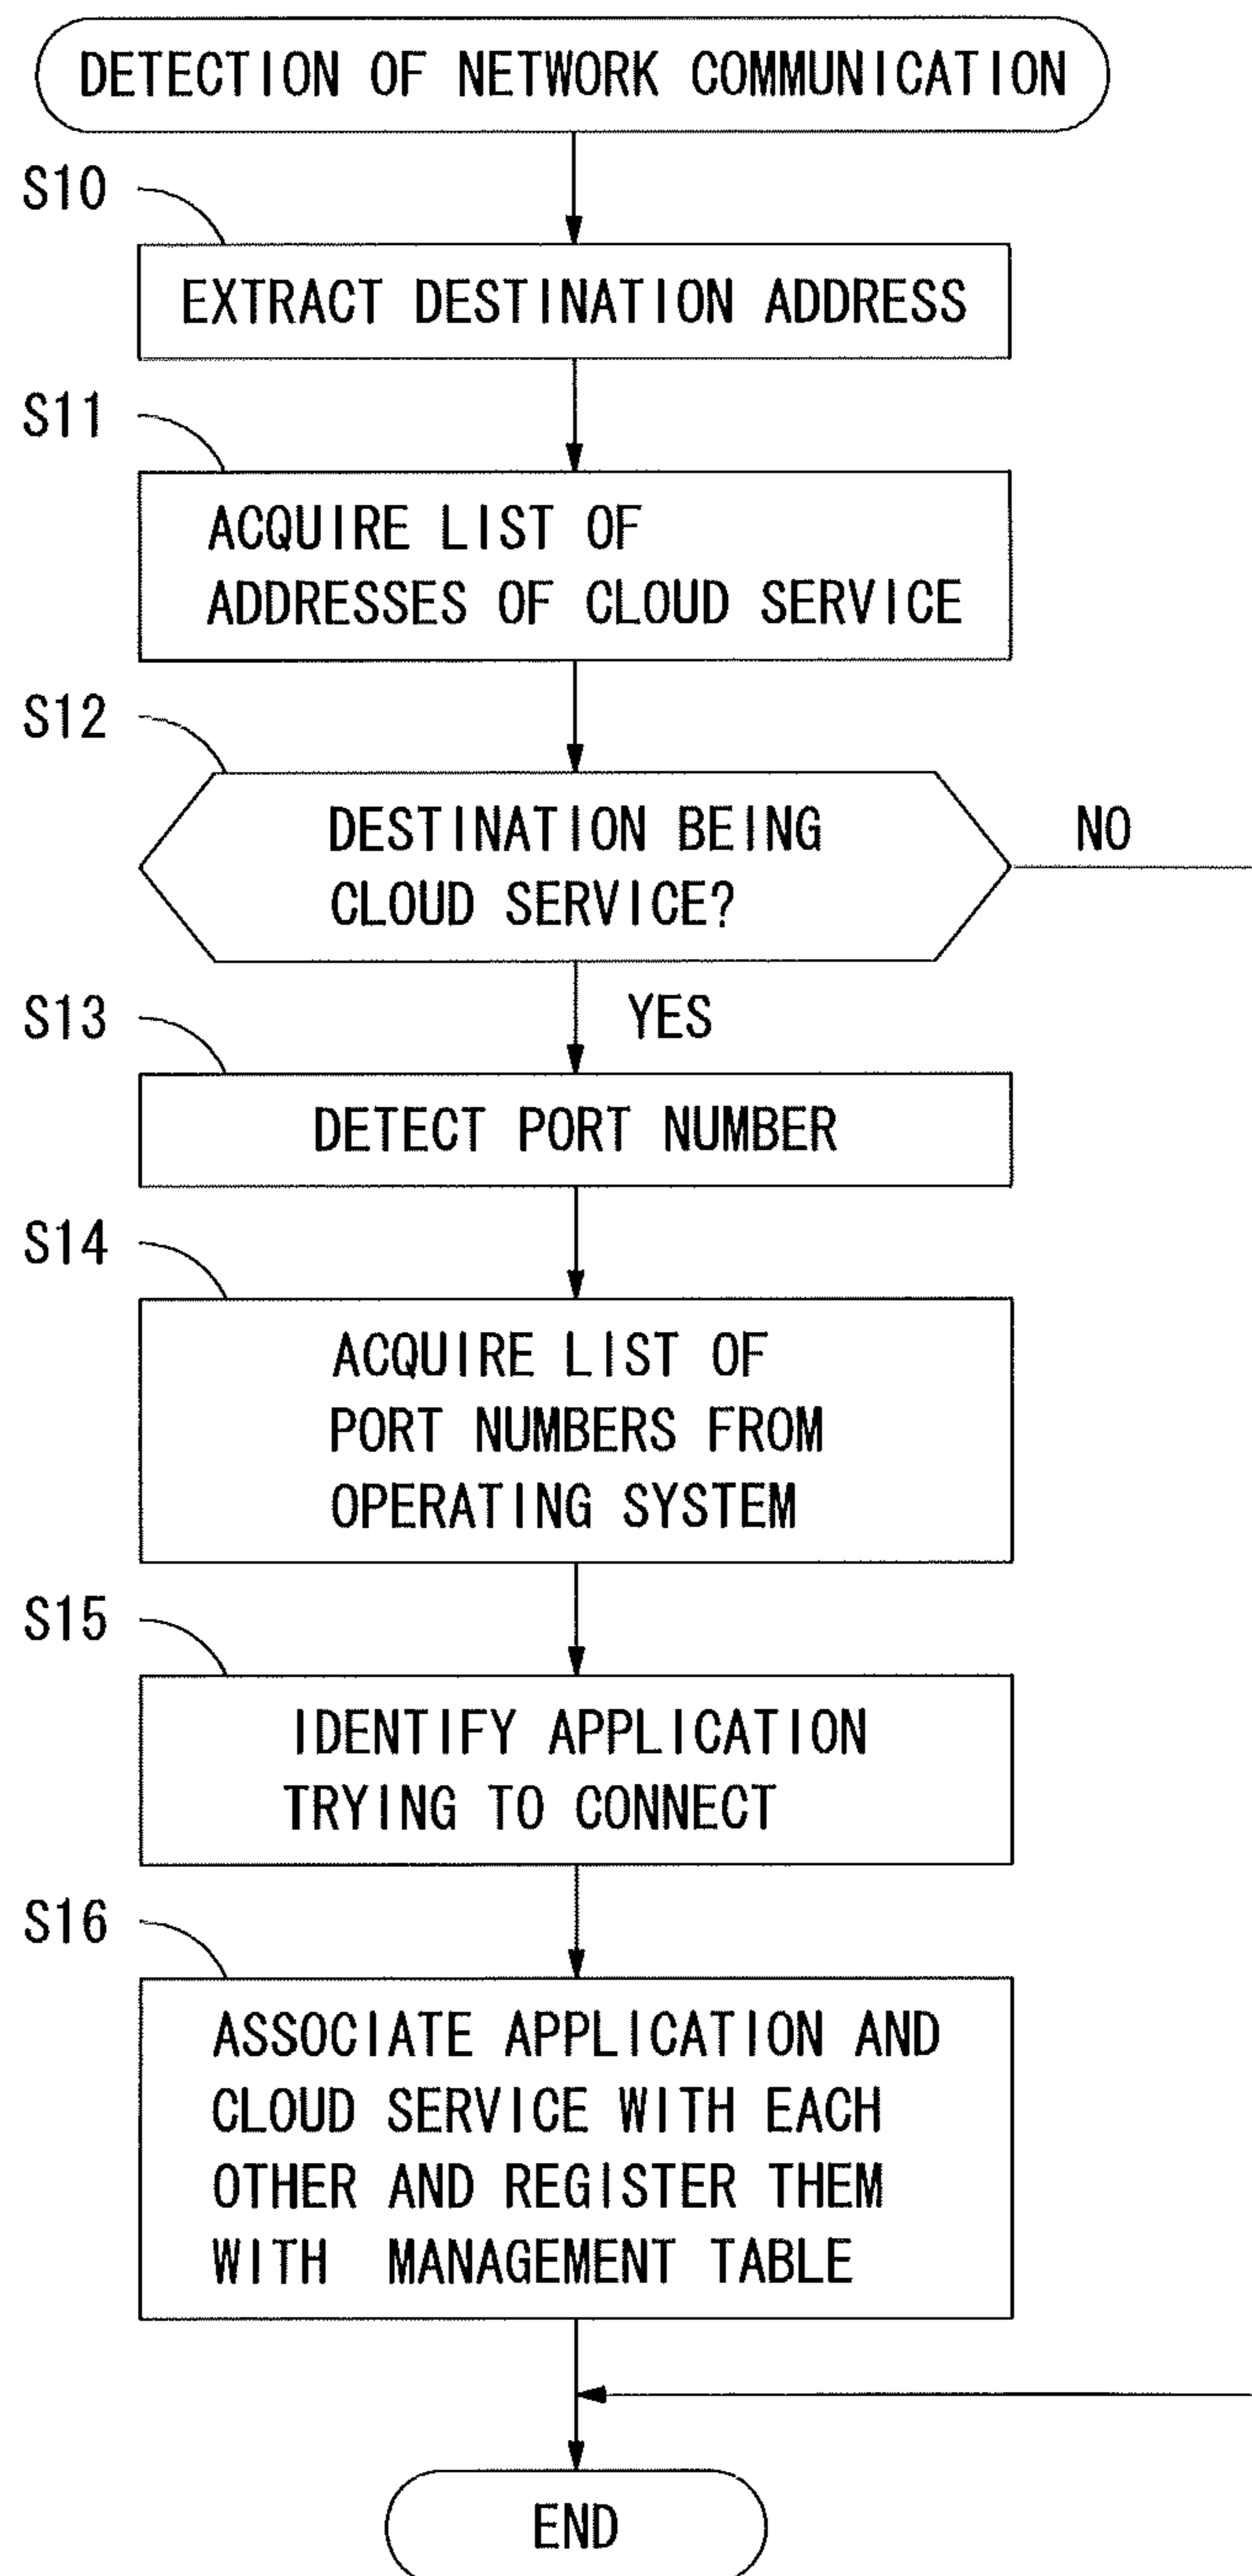 DETECTION OF NETWORK COMMUNICATION
S10
EXTRACT DESTINATION ADDRESS
S11
ACQUIRE LIST OF
ADDRESSES OF CLOUD SERVICE
S12
DESTINATION BEING
CLOUD SERVICE?
NO
YES
S13
DETECT PORT NUMBER
S14
ACQUIRE LIST OF
PORT NUMBERS FROM
OPERATING SYSTEM
S15
IDENTIFY APPLICATION
TRYING TO CONNECT
S16
ASSOCIATE APPLICATION AND
CLOUD SERVICE WITH EACH
OTHER AND REGISTER THEM
WITH MANAGEMENT TABLE
END